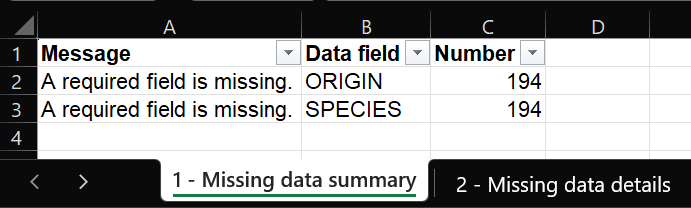 A B C D
1 Message Data field Number
2 A required field is missing. ORIGIN 194
3 A required field is missing. SPECIES 194
4
1 - Missing data summary 2 - Missing data details